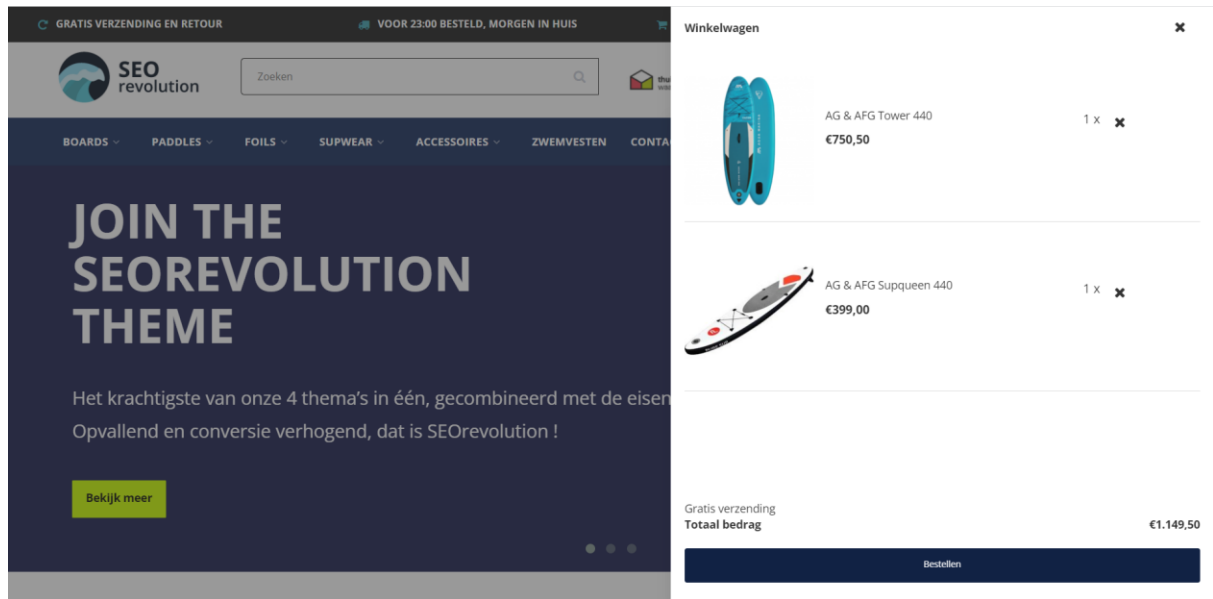 GRATIS VERZENDING EN RETOUR
VOOR 23:00 BESTELD, MORGEN IN HUIS
SEO
revolution
Zoeken
BOARDS
PADDLES
FOILS
SUPWEAR
ACCESSOIRES
ZWEMVESTEN
JOIN THE
SEOREVOLUTION
THEME
Het krachtigste van onze 4 thema's in één, gecombineerd met de eisen
Opvallend en conversie verhogend, dat is SEOrevolution !
Bekijk meer
Winkelwagen
AG & AFG Tower 440
1 x
€750,50
AG & AFG Supqueen 440
1 x
€399,00
Gratis verzending
Totaal bedrag €1.149,50
Bestellen